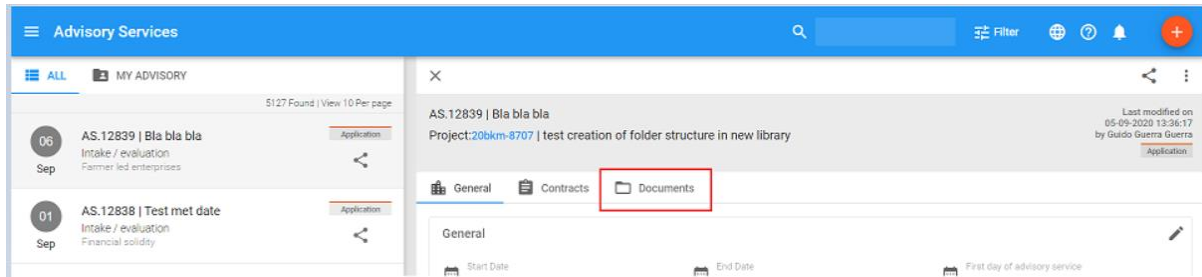 Advisory Services
Filter
ALL
MY ADVISORY
5127 Found | View 10 Per page
06
Sep
AS.12839 | Bla bla bla
Intake / evaluation
Farmer led enterprises
Application
01
Sep
AS.12838 | Test met date
Intake / evaluation
Financial solidity
Application
AS.12839 | Bla bla bla
Project:20bkm-8707 | test creation of folder structure in new library
Last modified on
05-09-2020 13:36:17
by Guido Guerra Guerra
Application
General
Contracts
Documents
General
Start Date
End Date
First day of advisory service